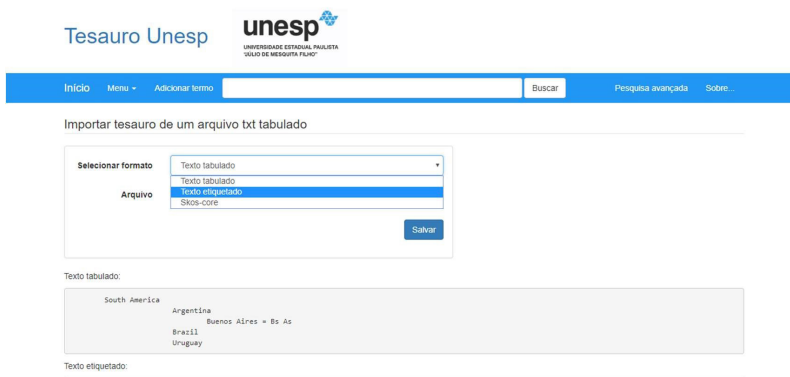 Tesauro Unesp
unesp
UNIVERSIDADE ESTADUAL PAULISTA
"JÚLIO DE MESQUITA FILHO"
Início Menu Adicionar termo Buscar Pesquisa avançada Sobre...
Importar tesauro de um arquivo txt tabulado
Selecionar formato Texto tabulado
Texto tabulado
Arquivo Texto etiquetado
Skos-core
Salvar
Texto tabulado:
South America
Argentina
Buenos Aires = Bs As
Brazil
Uruguay
Texto etiquetado: